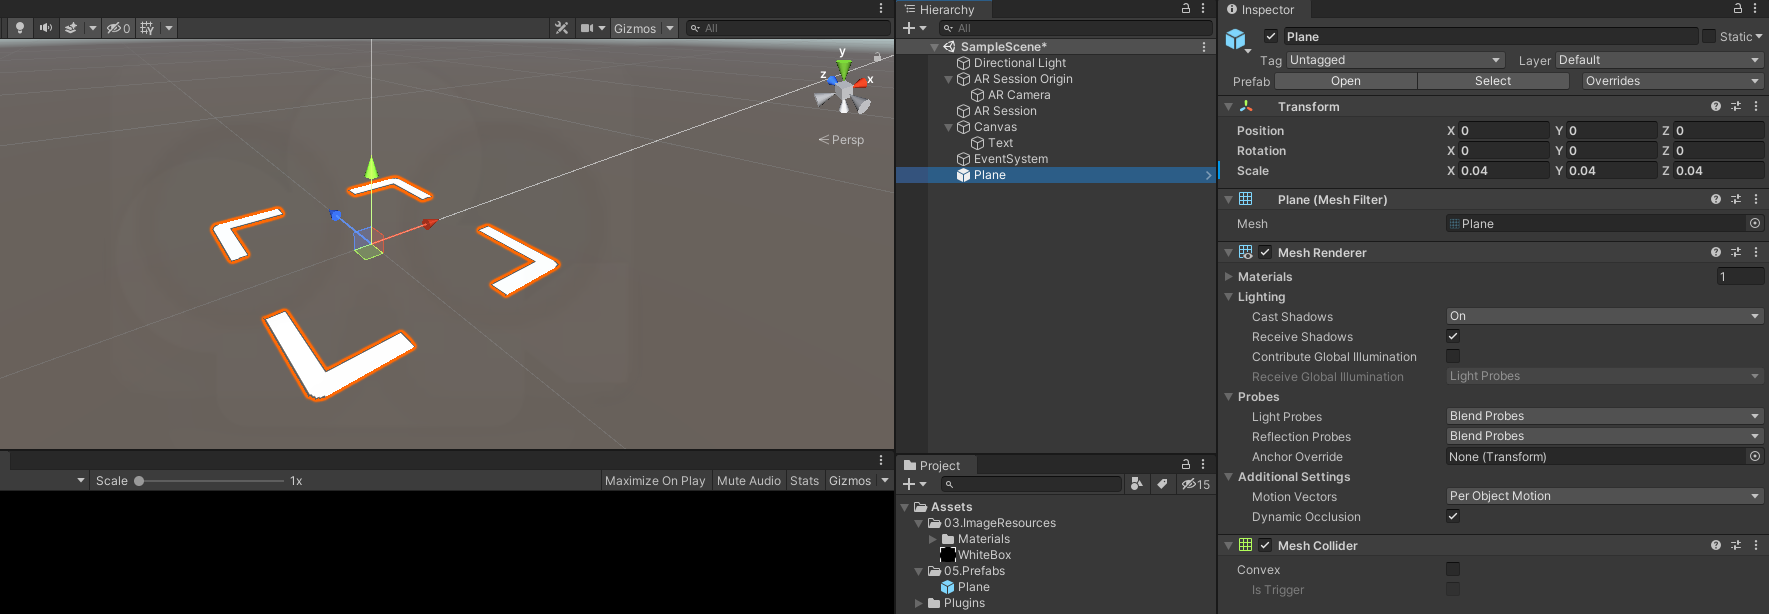 0
Gizmos
All
y
z
x
Persp
Scale
1x
Maximize On Play
Mute Audio
Stats
Gizmos
Hierarchy
All
SampleScene*
Directional Light
AR Session Origin
AR Camera
AR Session
Canvas
Text
EventSystem
Plane
Project
15
Assets
03.ImageResources
Materials
WhiteBox
05.Prefabs
Plane
Plugins
Inspector
Plane Static
Tag Untagged Layer Default
Prefab Open Select Overrides
Transform
Position X 0 Y 0 Z 0
Rotation X 0 Y 0 Z 0
Scale X 0.04 Y 0.04 Z 0.04
Plane (Mesh Filter)
Mesh Plane
Mesh Renderer
Materials 1
Lighting
Cast Shadows On
Receive Shadows
Contribute Global Illumination
Receive Global Illumination Light Probes
Probes
Light Probes Blend Probes
Reflection Probes Blend Probes
Anchor Override None (Transform)
Additional Settings
Motion Vectors Per Object Motion
Dynamic Occlusion
Mesh Collider
Convex
Is Trigger